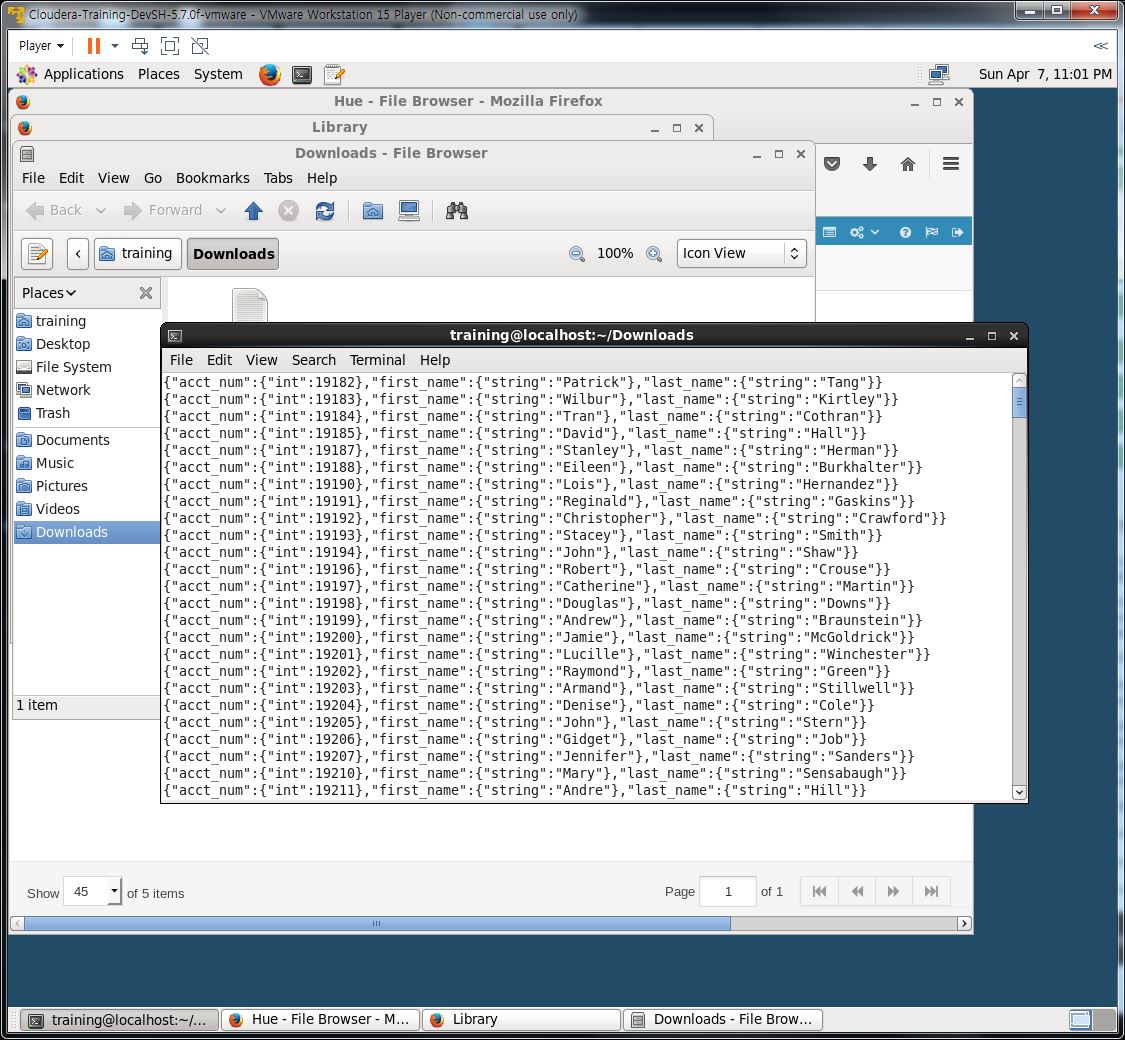 Cloudera-Training-DevSH-5.7.0f-vmware - VMware Workstation 15 Player (Non-commercial use only)
Player
Applications Places System Sun Apr 7, 11:01 PM
Hue - File Browser - Mozilla Firefox
Library
Downloads - File Browser
File Edit View Go Bookmarks Tabs Help
Back Forward
training Downloads 100% Icon View
Places
training
Desktop
File System
Network
Trash
Documents
Music
Pictures
Videos
Downloads
1 item
training@localhost:~/Downloads
File Edit View Search Terminal Help
{"acct_num":{"int":19182},"first_name":{"string":"Patrick"},"last_name":{"string":"Tang"}}
{"acct_num":{"int":19183},"first_name":{"string":"Wilbur"},"last_name":{"string":"Kirtley"}}
{"acct_num":{"int":19184},"first_name":{"string":"Tran"},"last_name":{"string":"Cothran"}}
{"acct_num":{"int":19185},"first_name":{"string":"David"},"last_name":{"string":"Hall"}}
{"acct_num":{"int":19187},"first_name":{"string":"Stanley"},"last_name":{"string":"Herman"}}
{"acct_num":{"int":19188},"first_name":{"string":"Eileen"},"last_name":{"string":"Burkhalter"}}
{"acct_num":{"int":19190},"first_name":{"string":"Lois"},"last_name":{"string":"Hernandez"}}
{"acct_num":{"int":19191},"first_name":{"string":"Reginald"},"last_name":{"string":"Gaskins"}}
{"acct_num":{"int":19192},"first_name":{"string":"Christopher"},"last_name":{"string":"Crawford"}}
{"acct_num":{"int":19193},"first_name":{"string":"Stacey"},"last_name":{"string":"Smith"}}
{"acct_num":{"int":19194},"first_name":{"string":"John"},"last_name":{"string":"Shaw"}}
{"acct_num":{"int":19196},"first_name":{"string":"Robert"},"last_name":{"string":"Crouse"}}
{"acct_num":{"int":19197},"first_name":{"string":"Catherine"},"last_name":{"string":"Martin"}}
{"acct_num":{"int":19198},"first_name":{"string":"Douglas"},"last_name":{"string":"Downs"}}
{"acct_num":{"int":19199},"first_name":{"string":"Andrew"},"last_name":{"string":"Braunstein"}}
{"acct_num":{"int":19200},"first_name":{"string":"Jamie"},"last_name":{"string":"McGoldrick"}}
{"acct_num":{"int":19201},"first_name":{"string":"Lucille"},"last_name":{"string":"Winchester"}}
{"acct_num":{"int":19202},"first_name":{"string":"Raymond"},"last_name":{"string":"Green"}}
{"acct_num":{"int":19203},"first_name":{"string":"Armand"},"last_name":{"string":"Stillwell"}}
{"acct_num":{"int":19204},"first_name":{"string":"Denise"},"last_name":{"string":"Cole"}}
{"acct_num":{"int":19205},"first_name":{"string":"John"},"last_name":{"string":"Stern"}}
{"acct_num":{"int":19206},"first_name":{"string":"Gidget"},"last_name":{"string":"Job"}}
{"acct_num":{"int":19207},"first_name":{"string":"Jennifer"},"last_name":{"string":"Sanders"}}
{"acct_num":{"int":19210},"first_name":{"string":"Mary"},"last_name":{"string":"Sensabaugh"}}
{"acct_num":{"int":19211},"first_name":{"string":"Andre"},"last_name":{"string":"Hill"}}
Show 45 of 5 items Page 1 of 1
training@localhost:~/... Hue - File Browser - M... Library Downloads - File Brow...